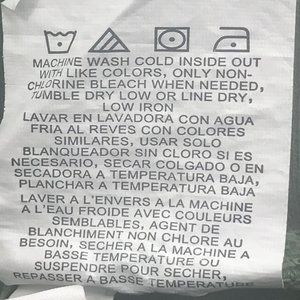 MACHINE WASH COLD INSIDE OUT
WITH LIKE COLORS, ONLY NON-
CHLORINE BLEACH WHEN NEEDED,
TUMBLE DRY LOW OR LINE DRY,
LOW IRON
LAVAR EN LAVADORA CON AGUA
FRIA AL REVES CON COLORES
SIMILARES, USAR SOLO
BLANQUEADOR SIN CLORO SI ES
NECESARIO, SECAR COLGADO O EN
SECADORA A TEMPERATURA BAJA,
PLANCHAR A TEMPERATURA BAJA
LAVER A L'ENVERS A LA MACHINE
A L'EAU FROIDE AVEC COULEURS
SEMBLABLES, AGENT DE
BLANCHIMENT NON CHLORE AU
BESOIN, SECHER A LA MACHINE A
BASSE TEMPERATURE OU
SUSPENDRE POUR SECHER,
REPASSER A BASSE TEMPERATURE